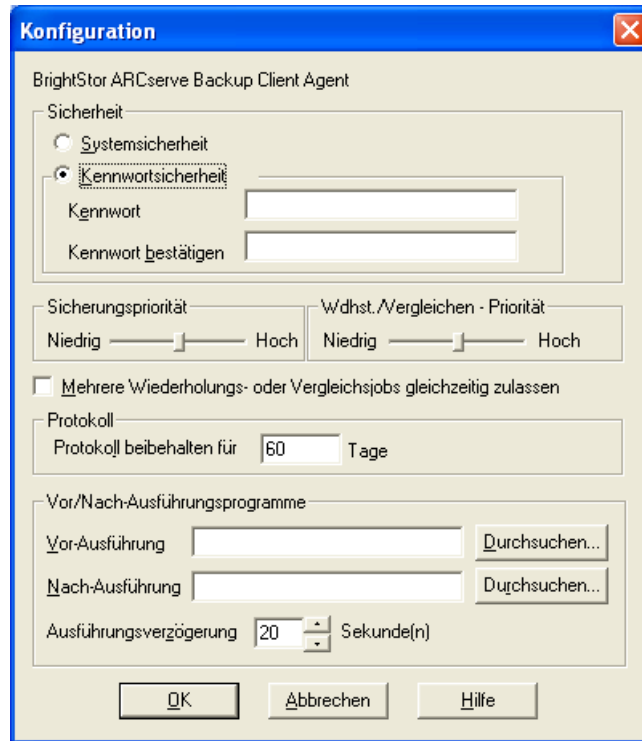 Konfiguration
BrightStor ARCserve Backup Client Agent
Sicherheit
Systemsicherheit
Kennwortsicherheit
Kennwort
Kennwort bestätigen
Sicherungspriorität
Niedrig Hoch
Wdhst./Vergleichen - Priorität
Niedrig Hoch
Mehrere Wiederholungs- oder Vergleichsjobs gleichzeitig zulassen
Protokoll
Protokoll beibehalten für 60 Tage
Vor/Nach-Ausführungsprogramme
Vor-Ausführung Durchsuchen...
Nach-Ausführung Durchsuchen...
Ausführungsverzögerung 20 Sekunde(n)
OK Abbrechen Hilfe